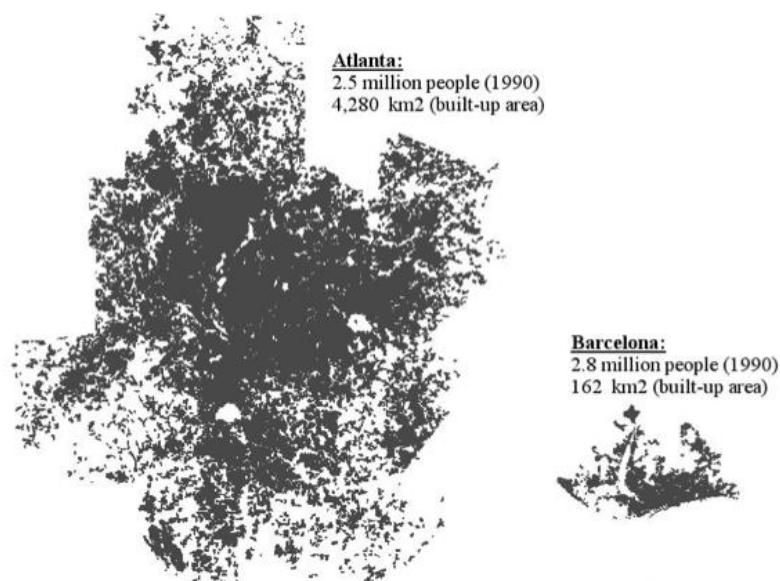 Atlanta:
2.5 million people (1990)
4,280 km2 (built-up area)
Barcelona:
2.8 million people (1990)
162 km2 (built-up area)